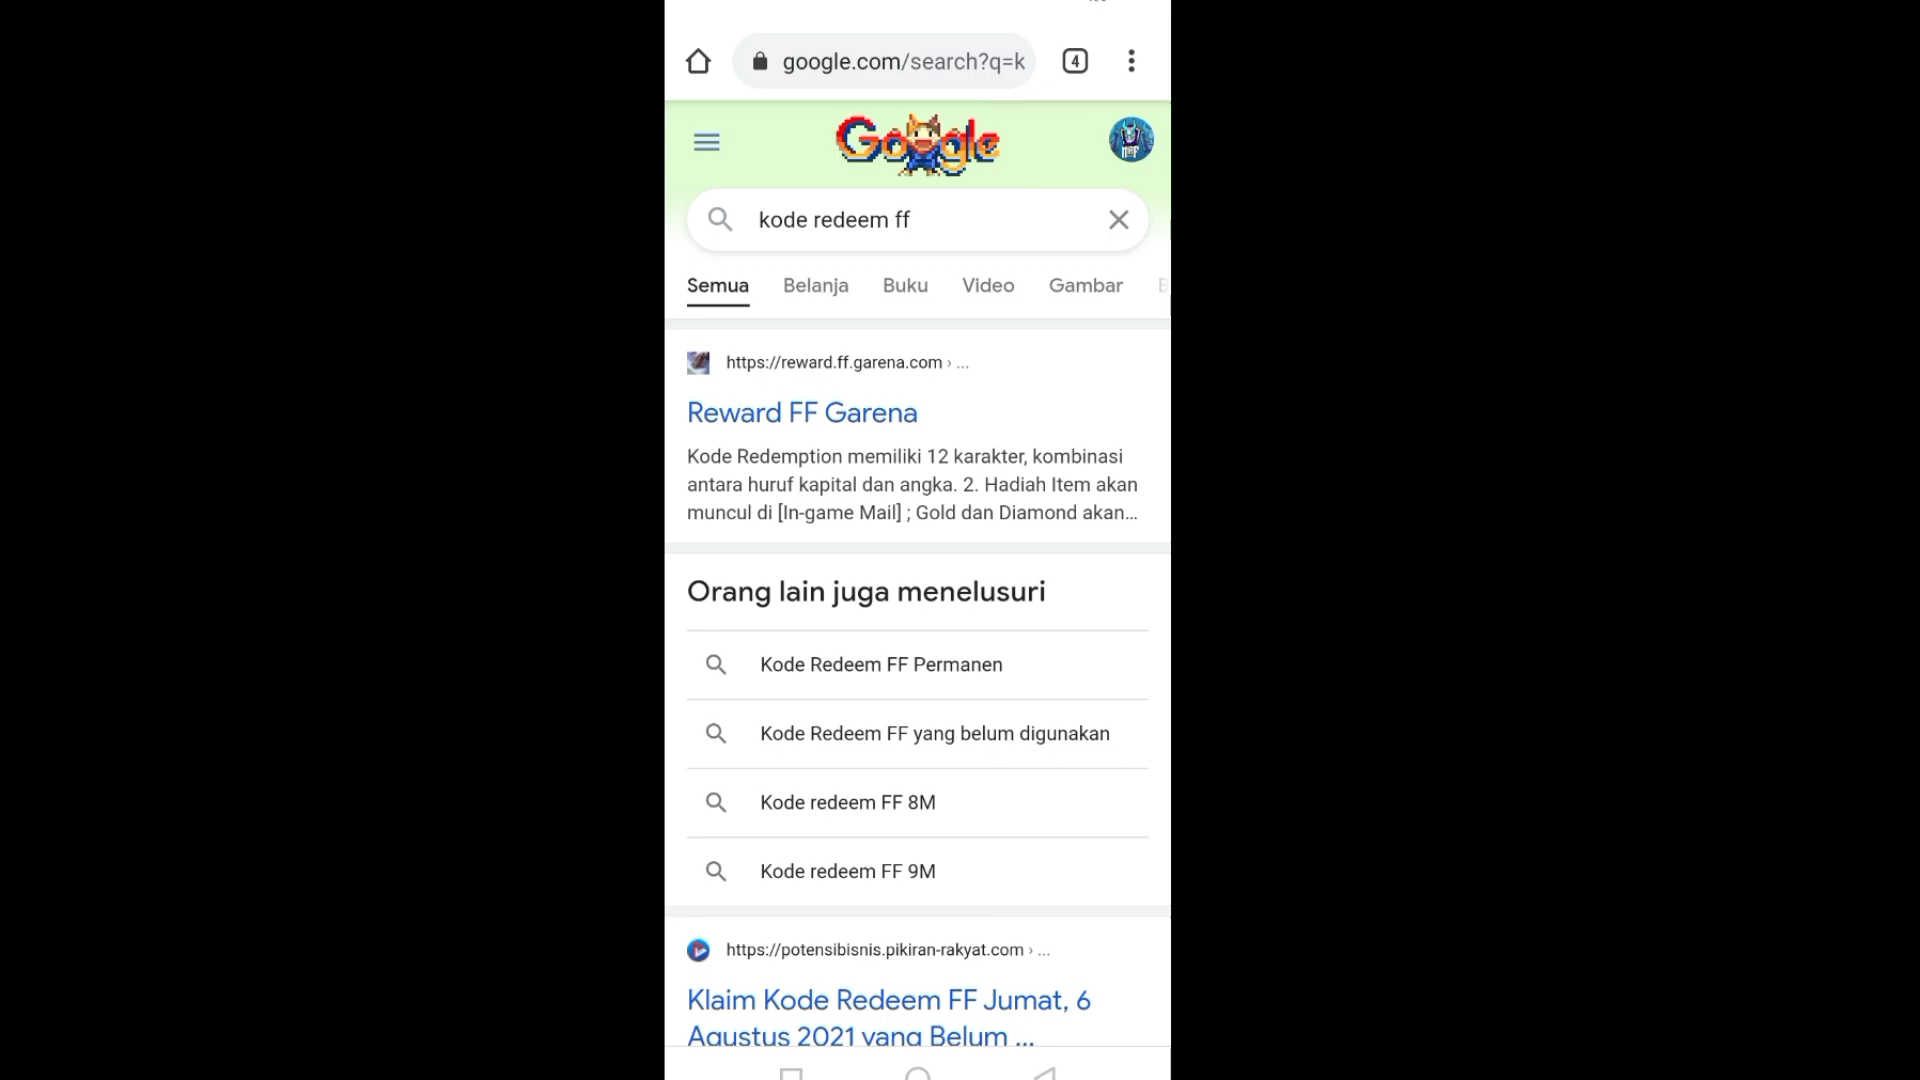 google.com/search?q=k
4
Google
kode redeem ff
Semua Belanja Buku Video Gambar
https://reward.ff.garena.com › ...
Reward FF Garena
Kode Redemption memiliki 12 karakter, kombinasi
antara huruf kapital dan angka. 2. Hadiah Item akan
muncul di [In-game Mail] ; Gold dan Diamond akan...
Orang lain juga menelusuri
Kode Redeem FF Permanen
Kode Redeem FF yang belum digunakan
Kode redeem FF 8M
Kode redeem FF 9M
https://potensibisnis.pikiran-rakyat.com › ...
Klaim Kode Redeem FF Jumat, 6
Agustus 2021 yang Belum ...